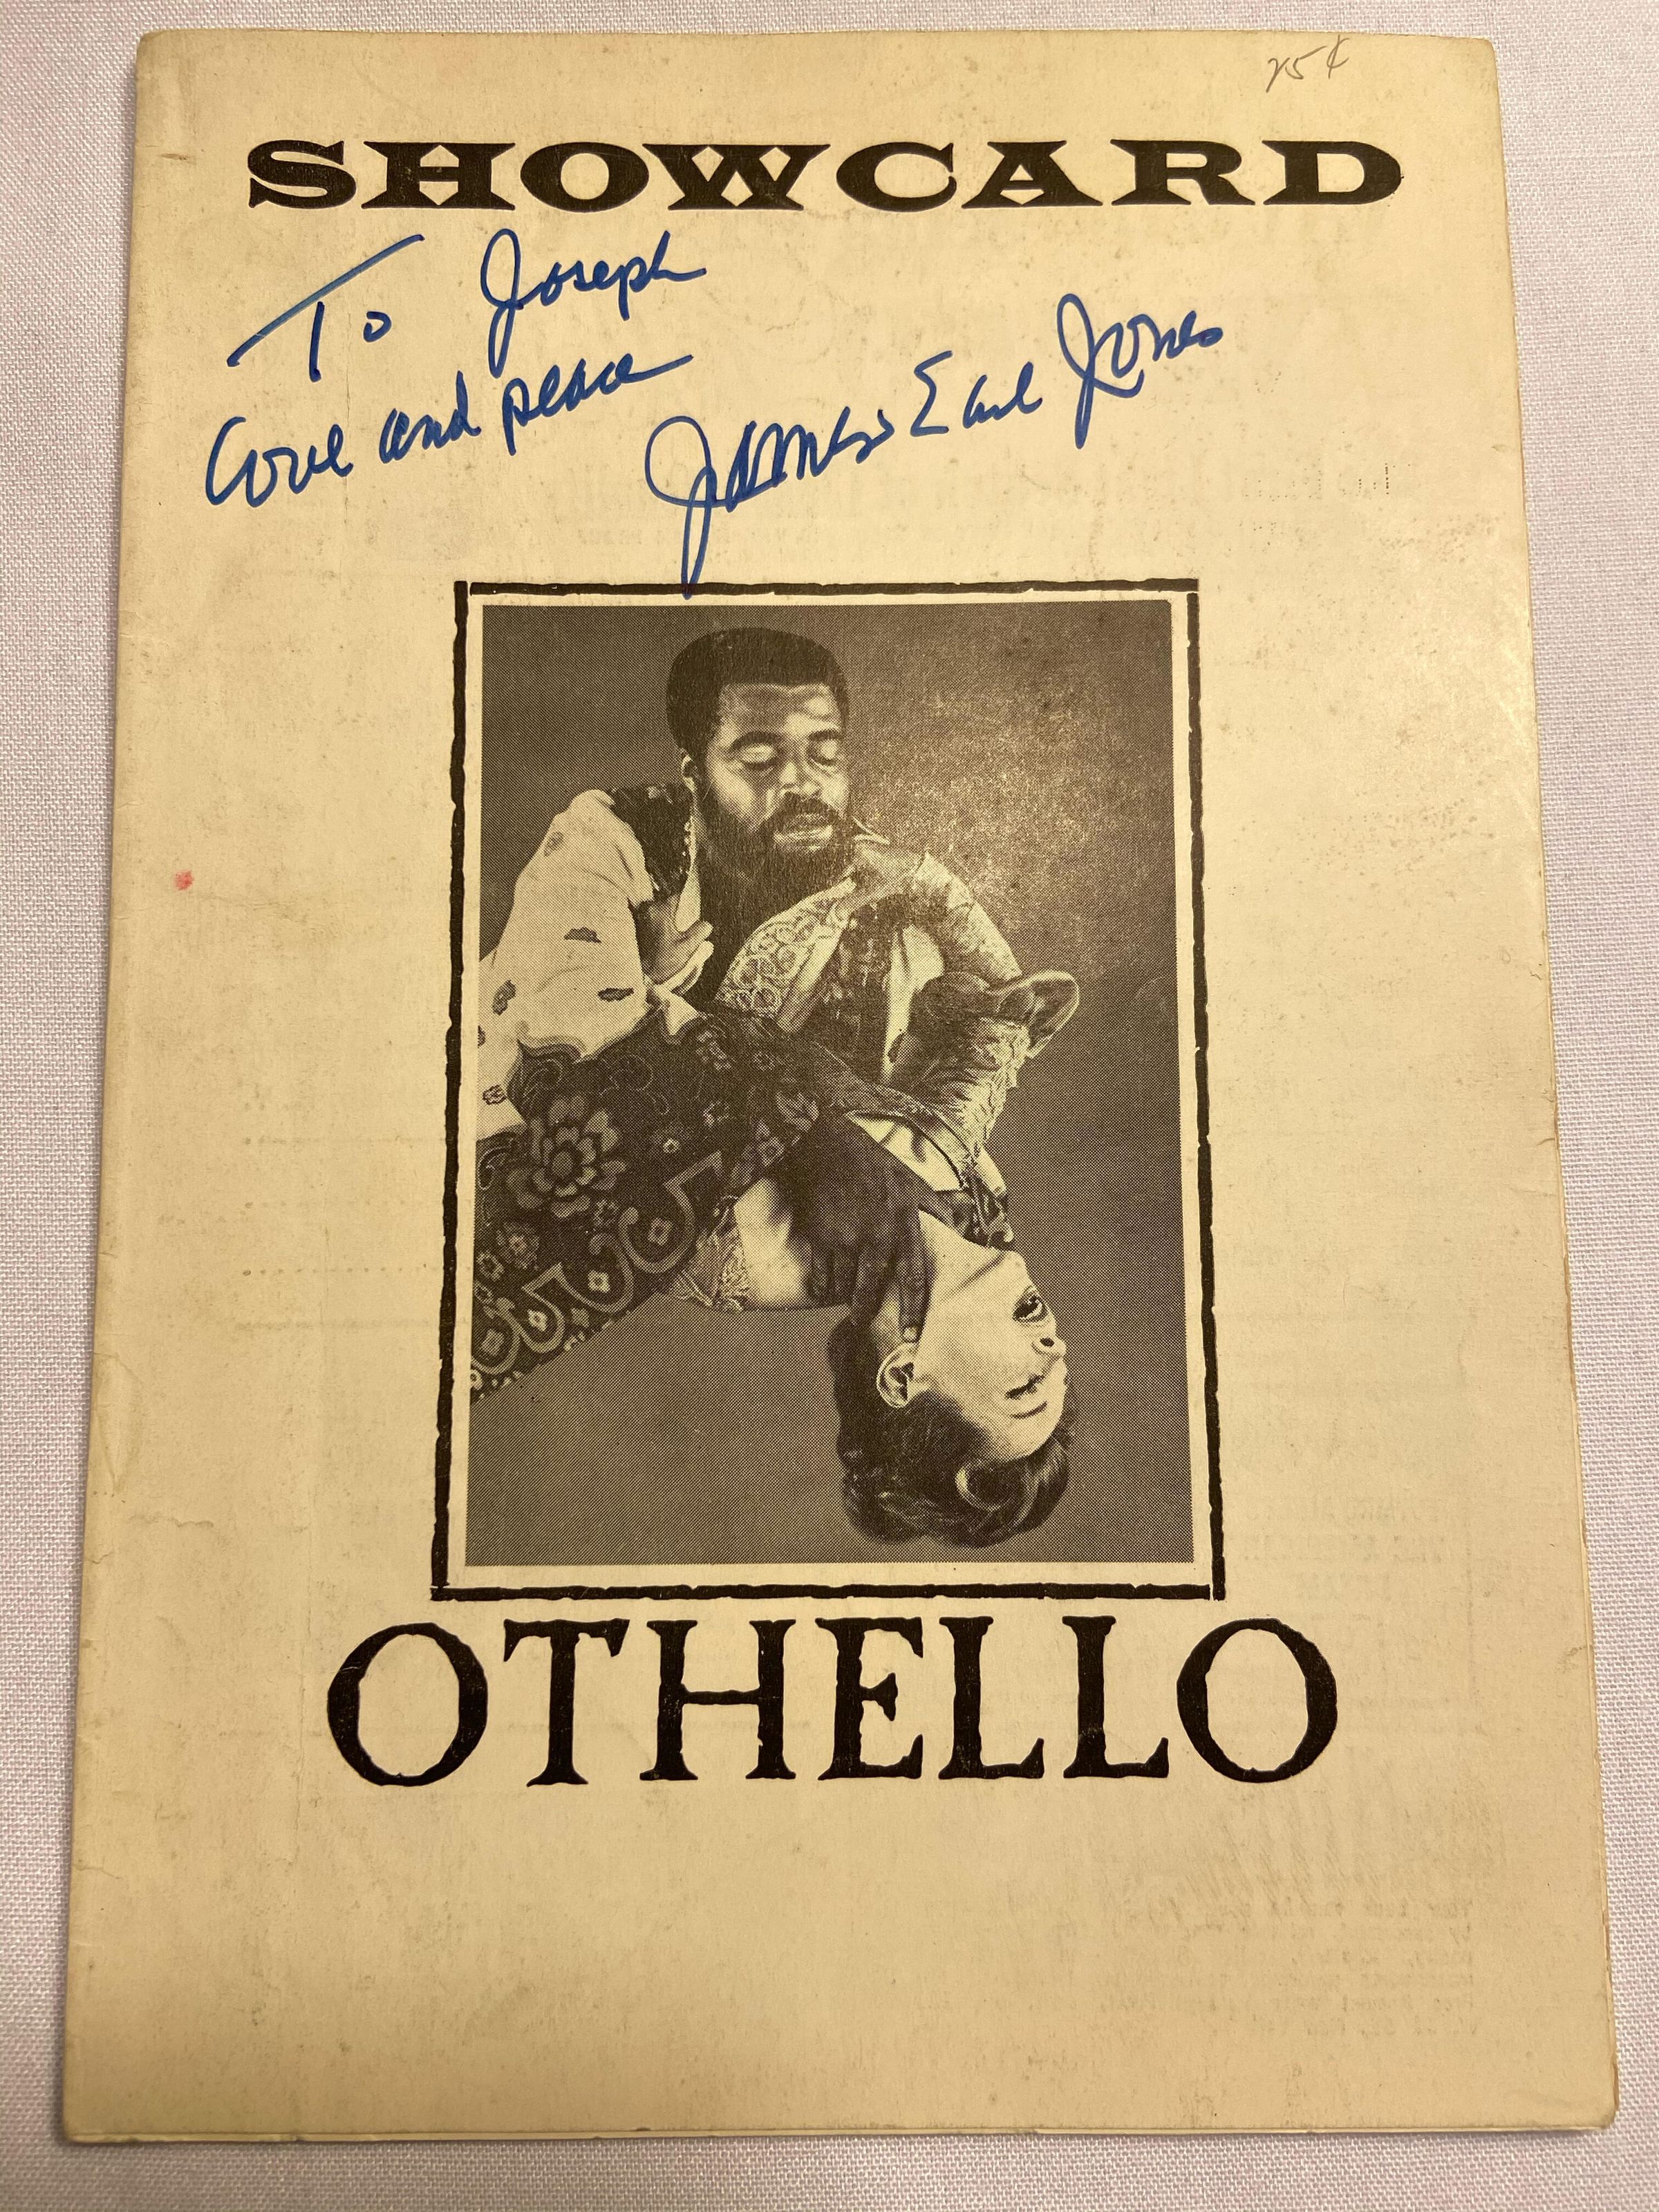 75¢
SHOWCARD
To Joseph
Love and peace
James Earl Jones
OTHELLO